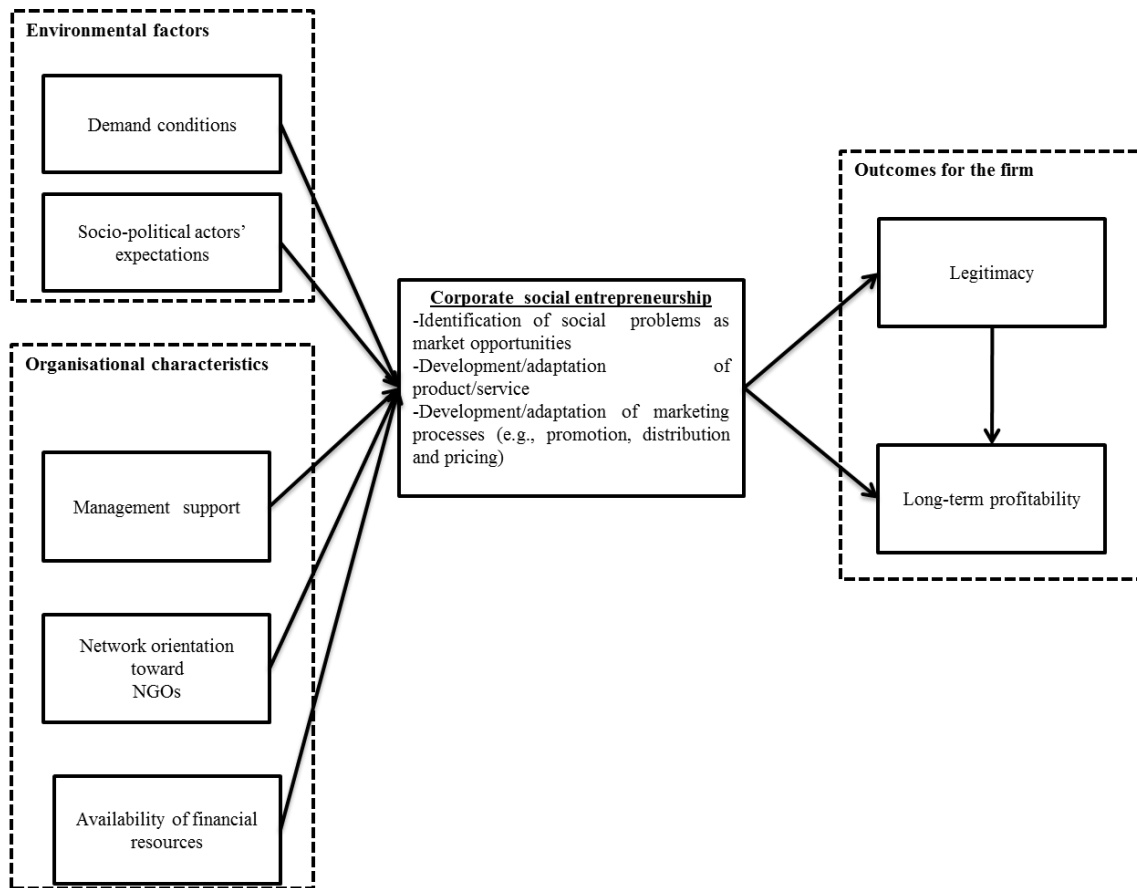 Environmental factors
Demand conditions
Socio-political actors’
expectations
Organisational characteristics
Management support
Network orientation
toward
NGOs
Availability of financial
resources
Corporate social entrepreneurship
-Identification of social problems as
market opportunities
-Development/adaptation of
product/service
-Development/adaptation of marketing
processes (e.g., promotion, distribution
and pricing)
Outcomes for the firm
Legitimacy
Long-term profitability